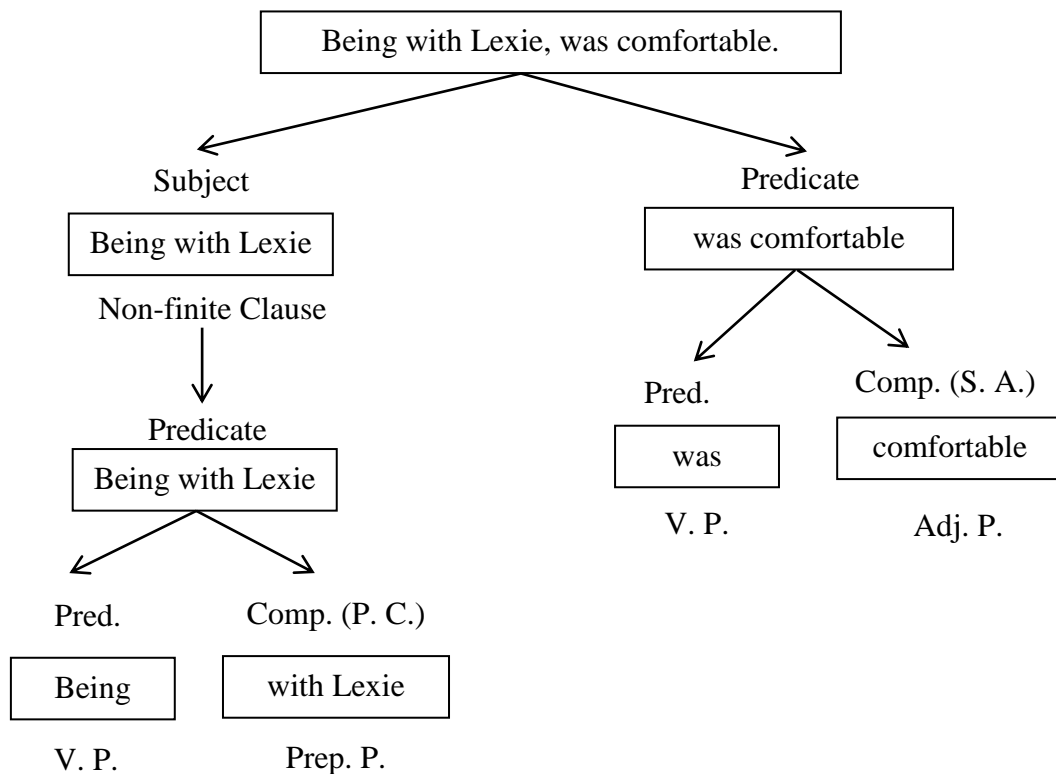 Being with Lexie, was comfortable.
Subject
Predicate
Being with Lexie
was comfortable
Non-finite Clause
Pred.
Comp. (S. A.)
Predicate
was
comfortable
Being with Lexie
V. P.
Adj. P.
Pred.
Comp. (P. C.)
Being
with Lexie
V. P.
Prep. P.